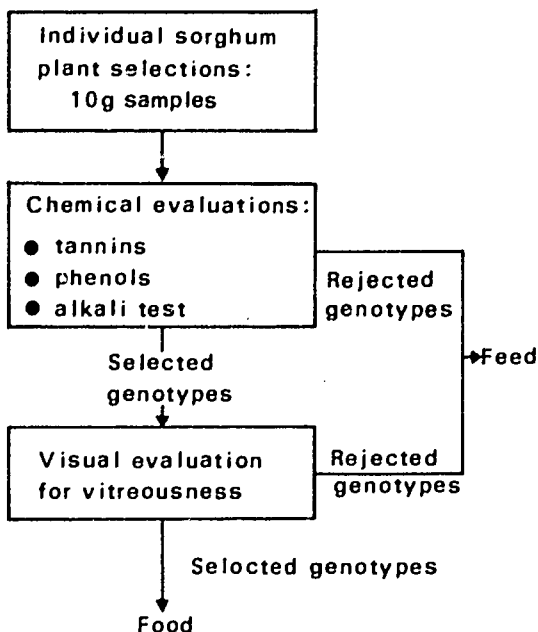 Individual sorghum
plant selections:
10g samples
Chemical evaluations:
● tannins
● phenols
● alkali test
Rejected
genotypes
Feed
Selected
genotypes
Visual evaluation
for vitreousness
Rejected
genotypes
Selocted genotypes
Food